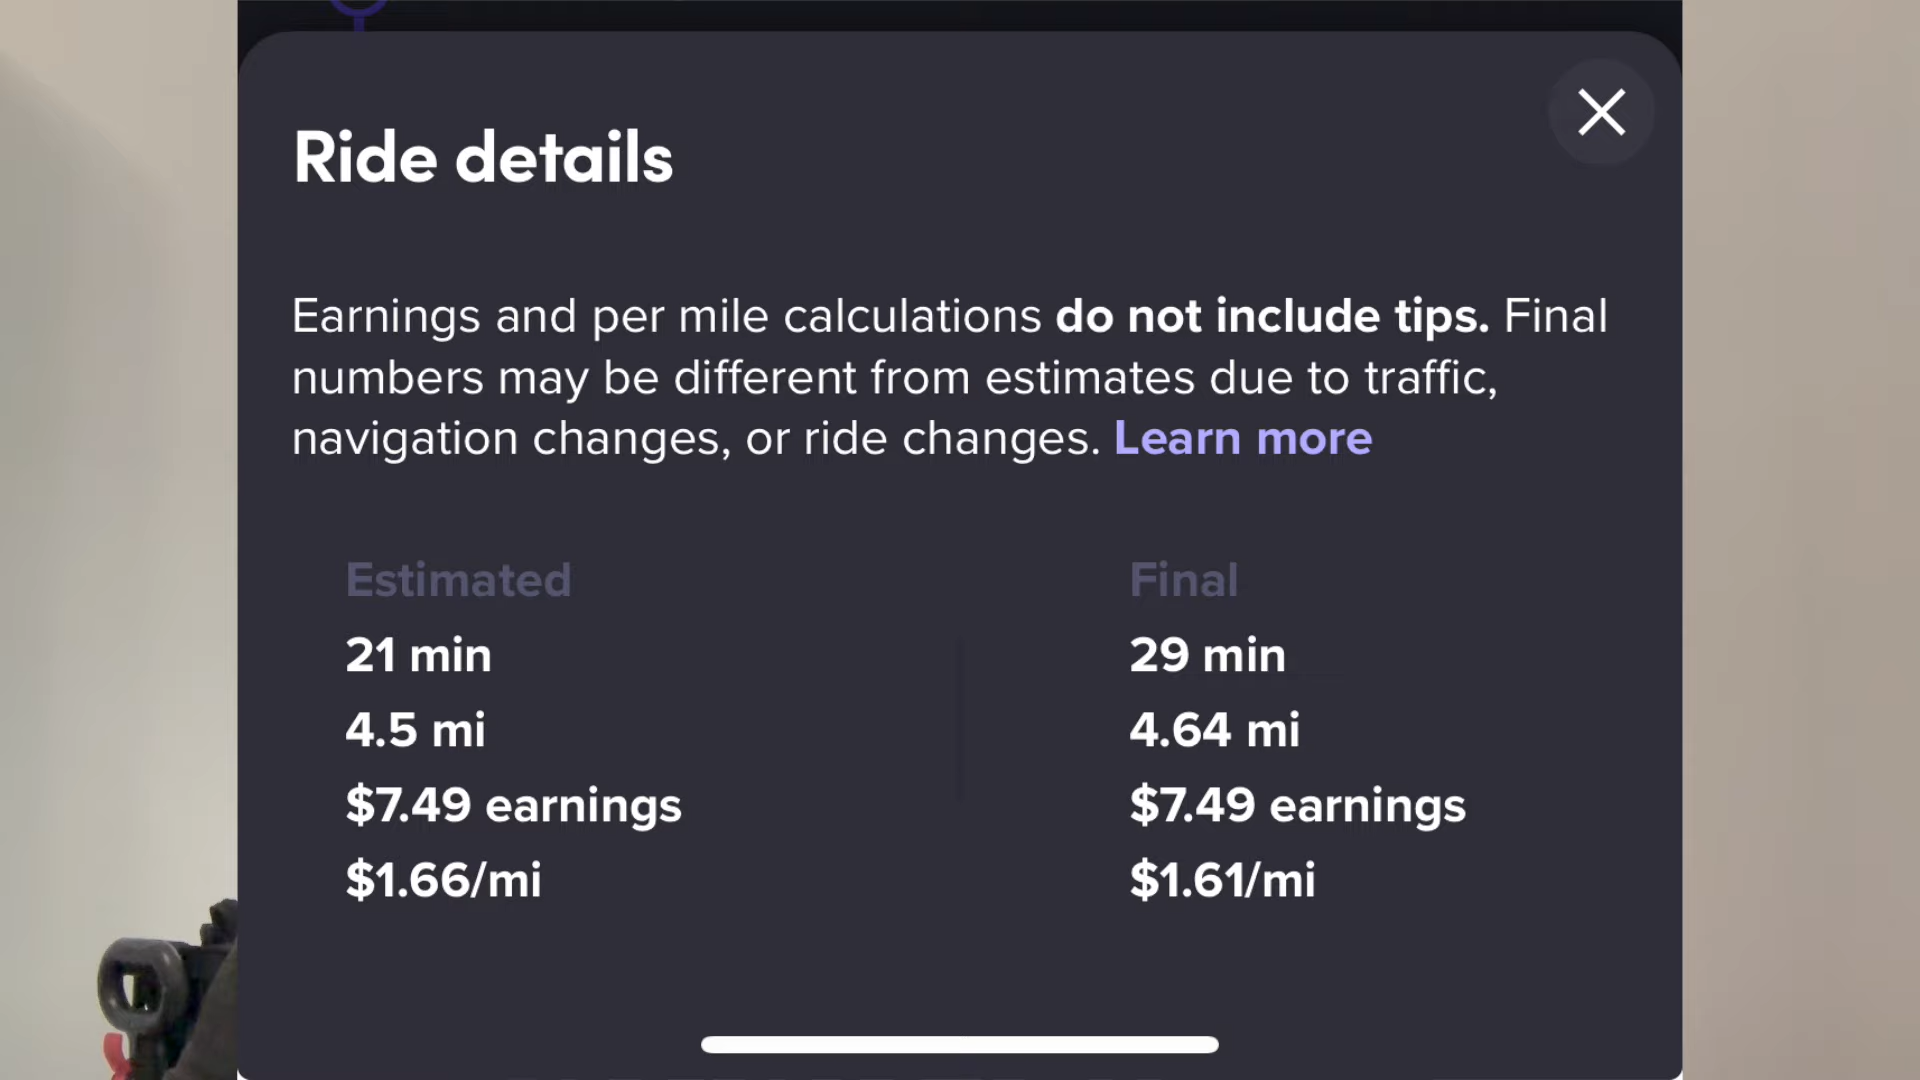 Ride details
Earnings and per mile calculations do not include tips. Final
numbers may be different from estimates due to traffic,
navigation changes, or ride changes. Learn more
Estimated
21 min
4.5 mi
$7.49 earnings
$1.66/mi
Final
29 min
4.64 mi
$7.49 earnings
$1.61/mi